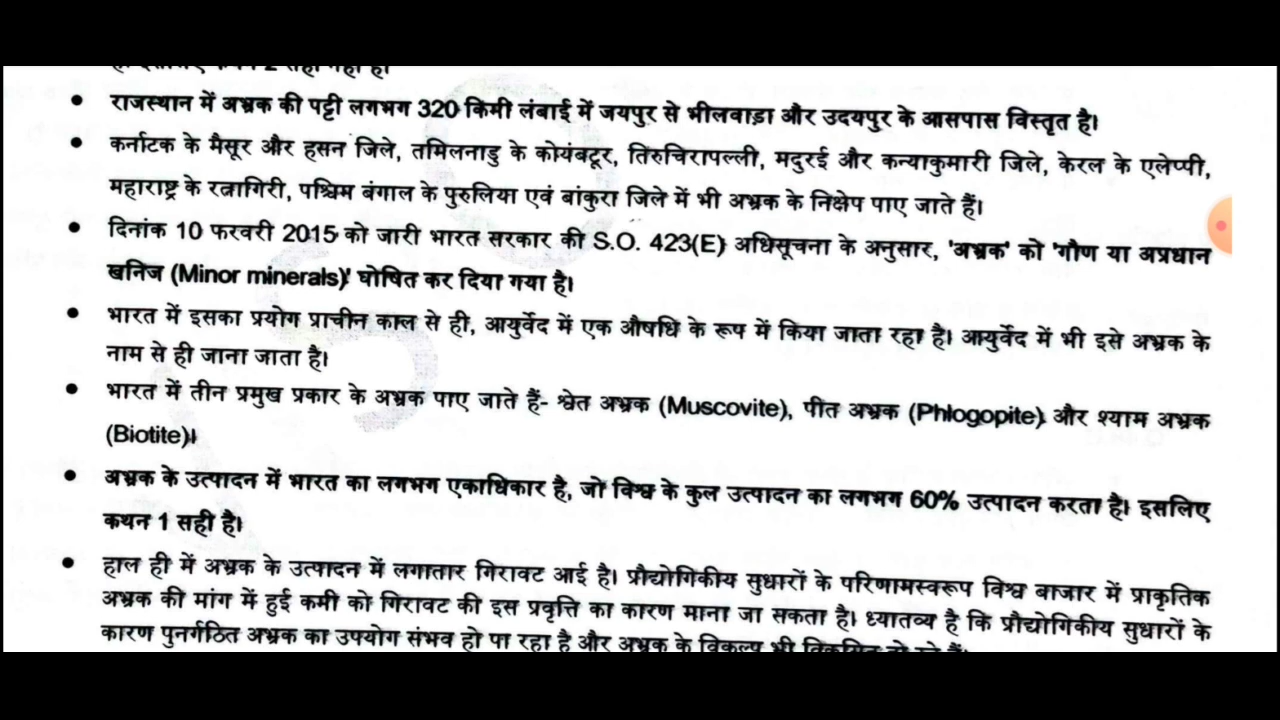 राजस्थान में अभ्रक की पट्टी लगभग 320 किमी लंबाई में जयपुर से भीलवाड़ा और उदयपुर के आसपास विस्तृत है।
कर्नाटक के मैसूर और हसन जिले, तमिलनाडु के कोयंबटूर, तिरुचिरापल्ली, मदुरई और कन्याकुमारी जिले, केरल के एलेप्पी,
महाराष्ट्र के रत्नागिरी, पश्चिम बंगाल के पुरुलिया एवं बांकुरा जिले में भी अभ्रक के निक्षेप पाए जाते हैं।
दिनांक 10 फरवरी 2015 को जारी भारत सरकार की S.O. 423(E) अधिसूचना के अनुसार, 'अभ्रक' को 'गौण या अप्रधान
खनिज (Minor minerals)' घोषित कर दिया गया है।
भारत में इसका प्रयोग प्राचीन काल से ही, आयुर्वेद में एक औषधि के रूप में किया जाता रहा है। आयुर्वेद में भी इसे अभ्रक के
नाम से ही जाना जाता है।
भारत में तीन प्रमुख प्रकार के अभ्रक पाए जाते हैं- श्वेत अभ्रक (Muscovite), पीत अभ्रक (Phlogopite) और श्याम अभ्रक
(Biotite)।
अभ्रक के उत्पादन में भारत का लगभग एकाधिकार है, जो विश्व के कुल उत्पादन का लगभग 60% उत्पादन करता है। इसलिए
कथन 1 सही है।
हाल ही में अभ्रक के उत्पादन में लगातार गिरावट आई है। प्रौद्योगिकीय सुधारों के परिणामस्वरूप विश्व बाजार में प्राकृतिक
अभ्रक की मांग में हुई कमी को गिरावट की इस प्रवृत्ति का कारण माना जा सकता है। ध्यातव्य है कि प्रौद्योगिकीय सुधारों के
कारण पुनर्गठित अभ्रक का उपयोग संभव हो पा रहा है और अभ्रक के विकल्प भी